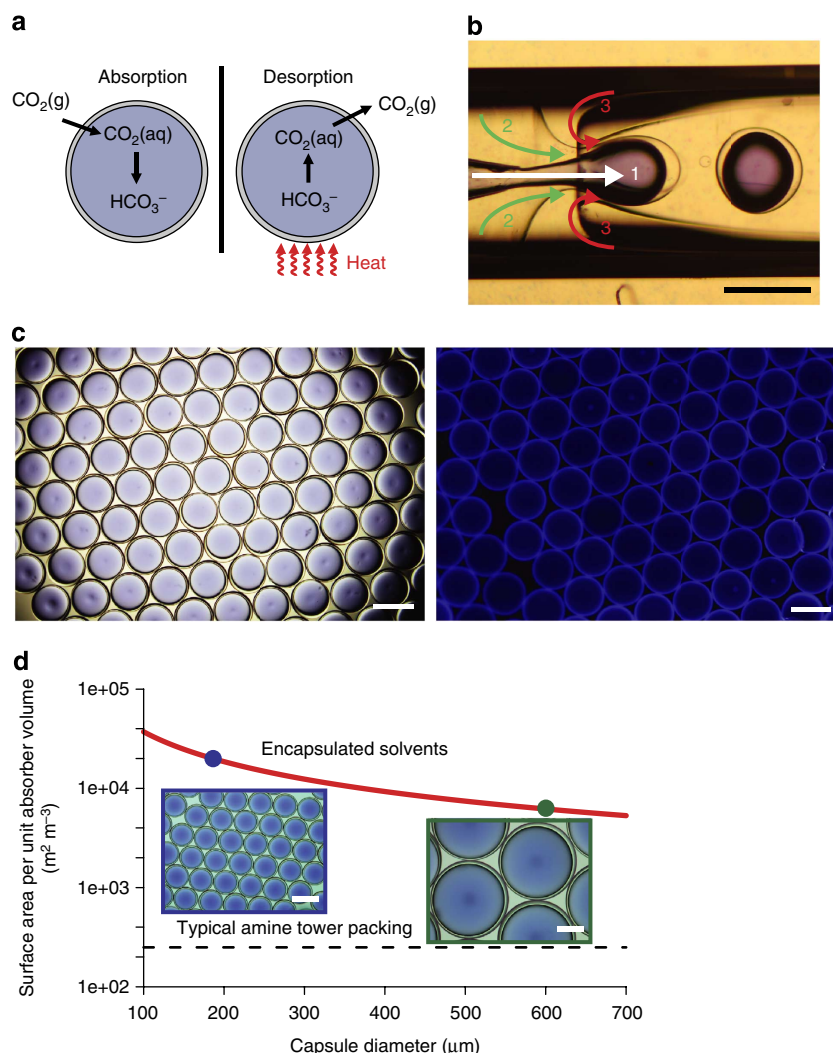 a
Absorption
Desorption
CO₂(g)
CO₂(aq)
HCO₃⁻
CO₂(g)
CO₂(aq)
HCO₃⁻
Heat
b
2
3
1
2
3
c
d
Surface area per unit absorber volume
(m² m⁻³)
1e+05
1e+04
1e+03
1e+02
Encapsulated solvents
Typical amine tower packing
100 200 300 400 500 600 700
Capsule diameter (μm)